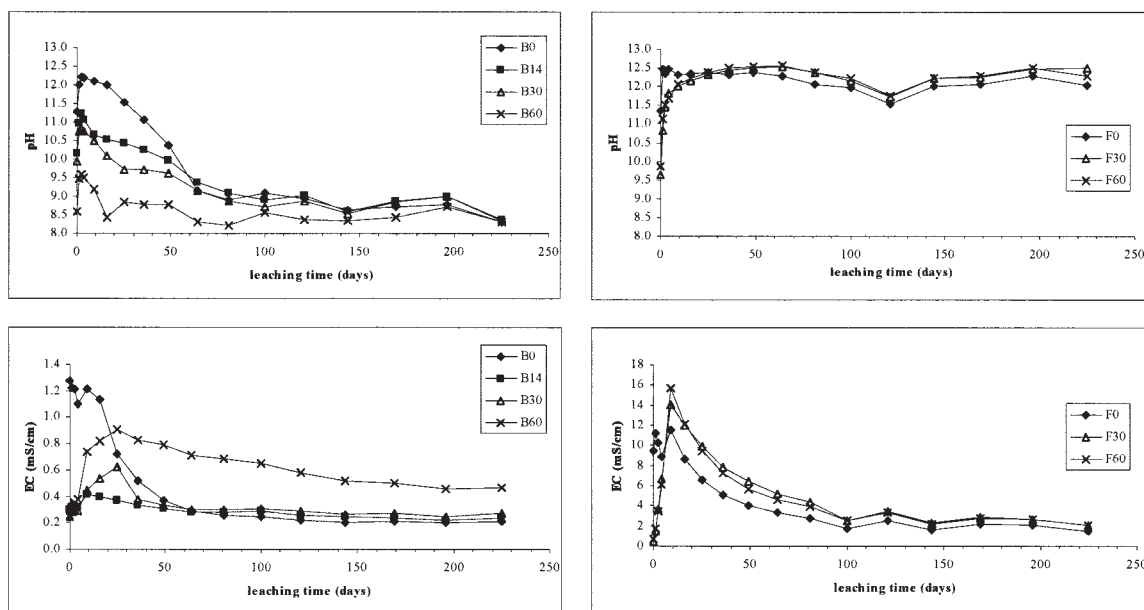 13.0
12.5
12.0
11.5
11.0
10.5
10.0
9.5
9.0
8.5
8.0
pH
0 50 100 150 200 250
leaching time (days)
B0
B14
B30
B60
13.0
12.5
12.0
11.5
11.0
10.5
10.0
9.5
9.0
8.5
8.0
pH
0 50 100 150 200 250
leaching time (days)
F0
F30
F60
1.4
1.2
1.0
0.8
0.6
0.4
0.2
0.0
EC (mS/cm)
0 50 100 150 200 250
leaching time (days)
B0
B14
B30
B60
18
16
14
12
10
8
6
4
2
0
EC (mS/cm)
0 50 100 150 200 250
leaching time (days)
F0
F30
F60